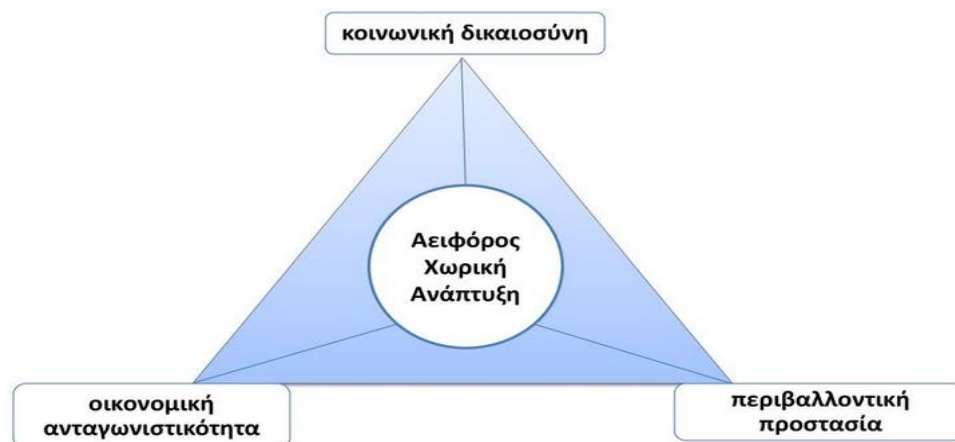 κοινωνική δικαιοσύνη
Αειφόρος
Χωρική
Ανάπτυξη
οικονομική
ανταγωνιστικότητα
περιβαλλοντική
προστασία